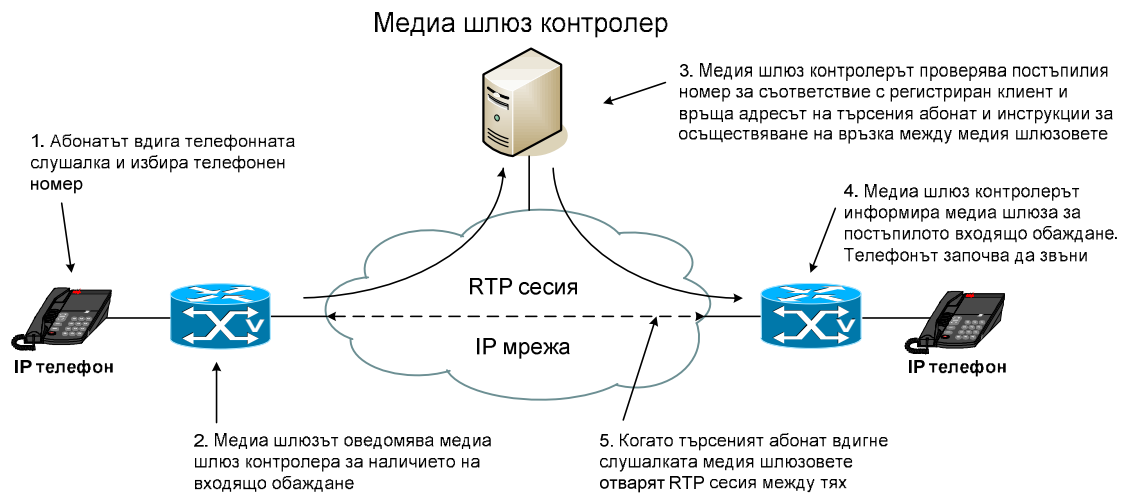 Медиа шлюз контролер
3. Медия шлюз контролерът проверява постъпилия
номер за съответствие с регистриран клиент и
връща адресът на търсения абонат и инструкции за
осъществяване на връзка между медия шлюзовете
1. Абонатът вдига телефонната
слушалка и избира телефонен
номер
4. Медиа шлюз контролерът
информира медиа шлюза за
постъпилото входящо обаждане.
Телефонът започва да звъни
RTP сесия
V
V
IP мрежа
IP телефон
IP телефон
2. Медиа шлюзът оведомява медиа
шлюз контролера за наличието на
входящо обаждане
5. Когато търсеният абонат вдигне
слушалката медия шлюзовете
отварят RTP сесия между тях